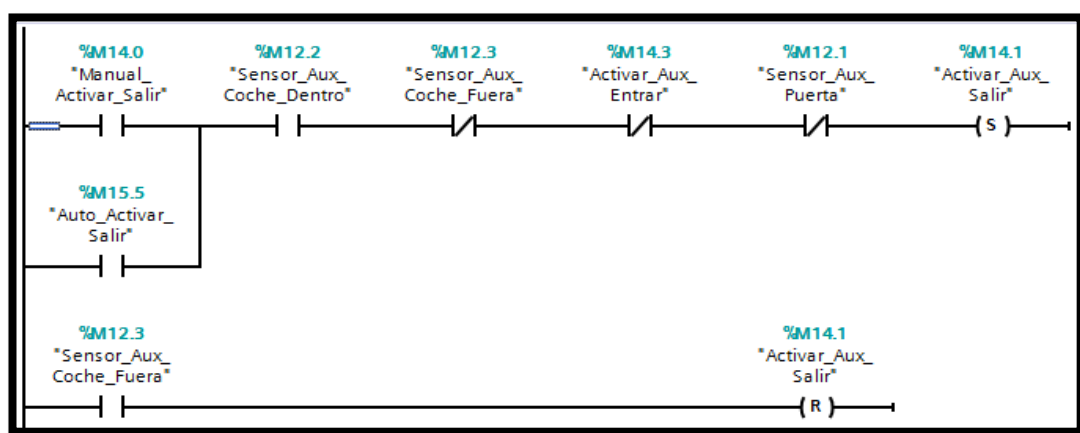 %M14.0 %M12.2 %M12.3 %M14.3 %M12.1 %M14.1
"Manual_ "Sensor_Aux_ "Sensor_Aux_ "Activar_Aux_ "Sensor_Aux_ "Activar_Aux_
Activar_Salir" Coche_Dentro" Coche_Fuera" Entrar" Puerta" Salir"
S
%M15.5
"Auto_Activar_
Salir"
%M12.3 %M14.1
"Sensor_Aux_ "Activar_Aux_
Coche_Fuera" Salir"
R